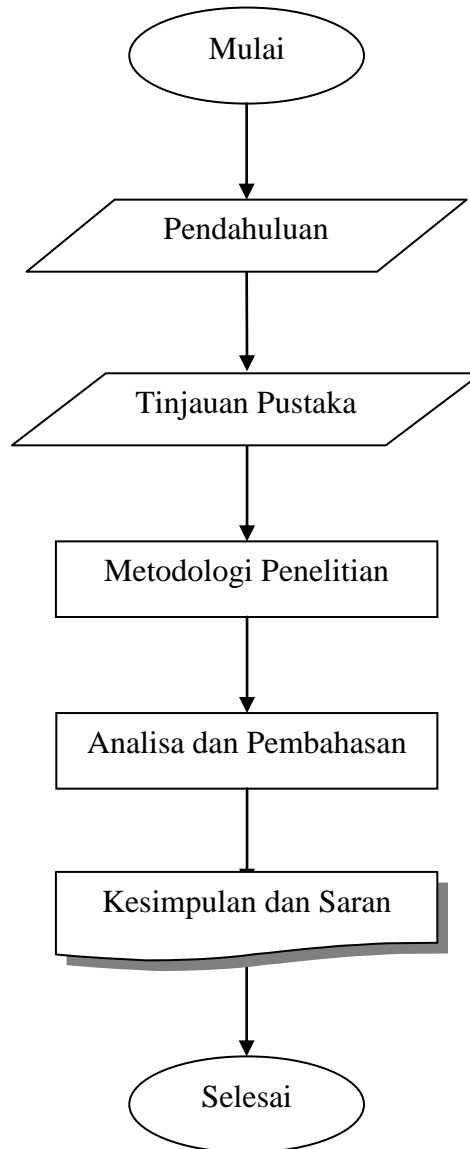 Mulai
Pendahuluan
Tinjauan Pustaka
Metodologi Penelitian
Analisa dan Pembahasan
Kesimpulan dan Saran
Selesai